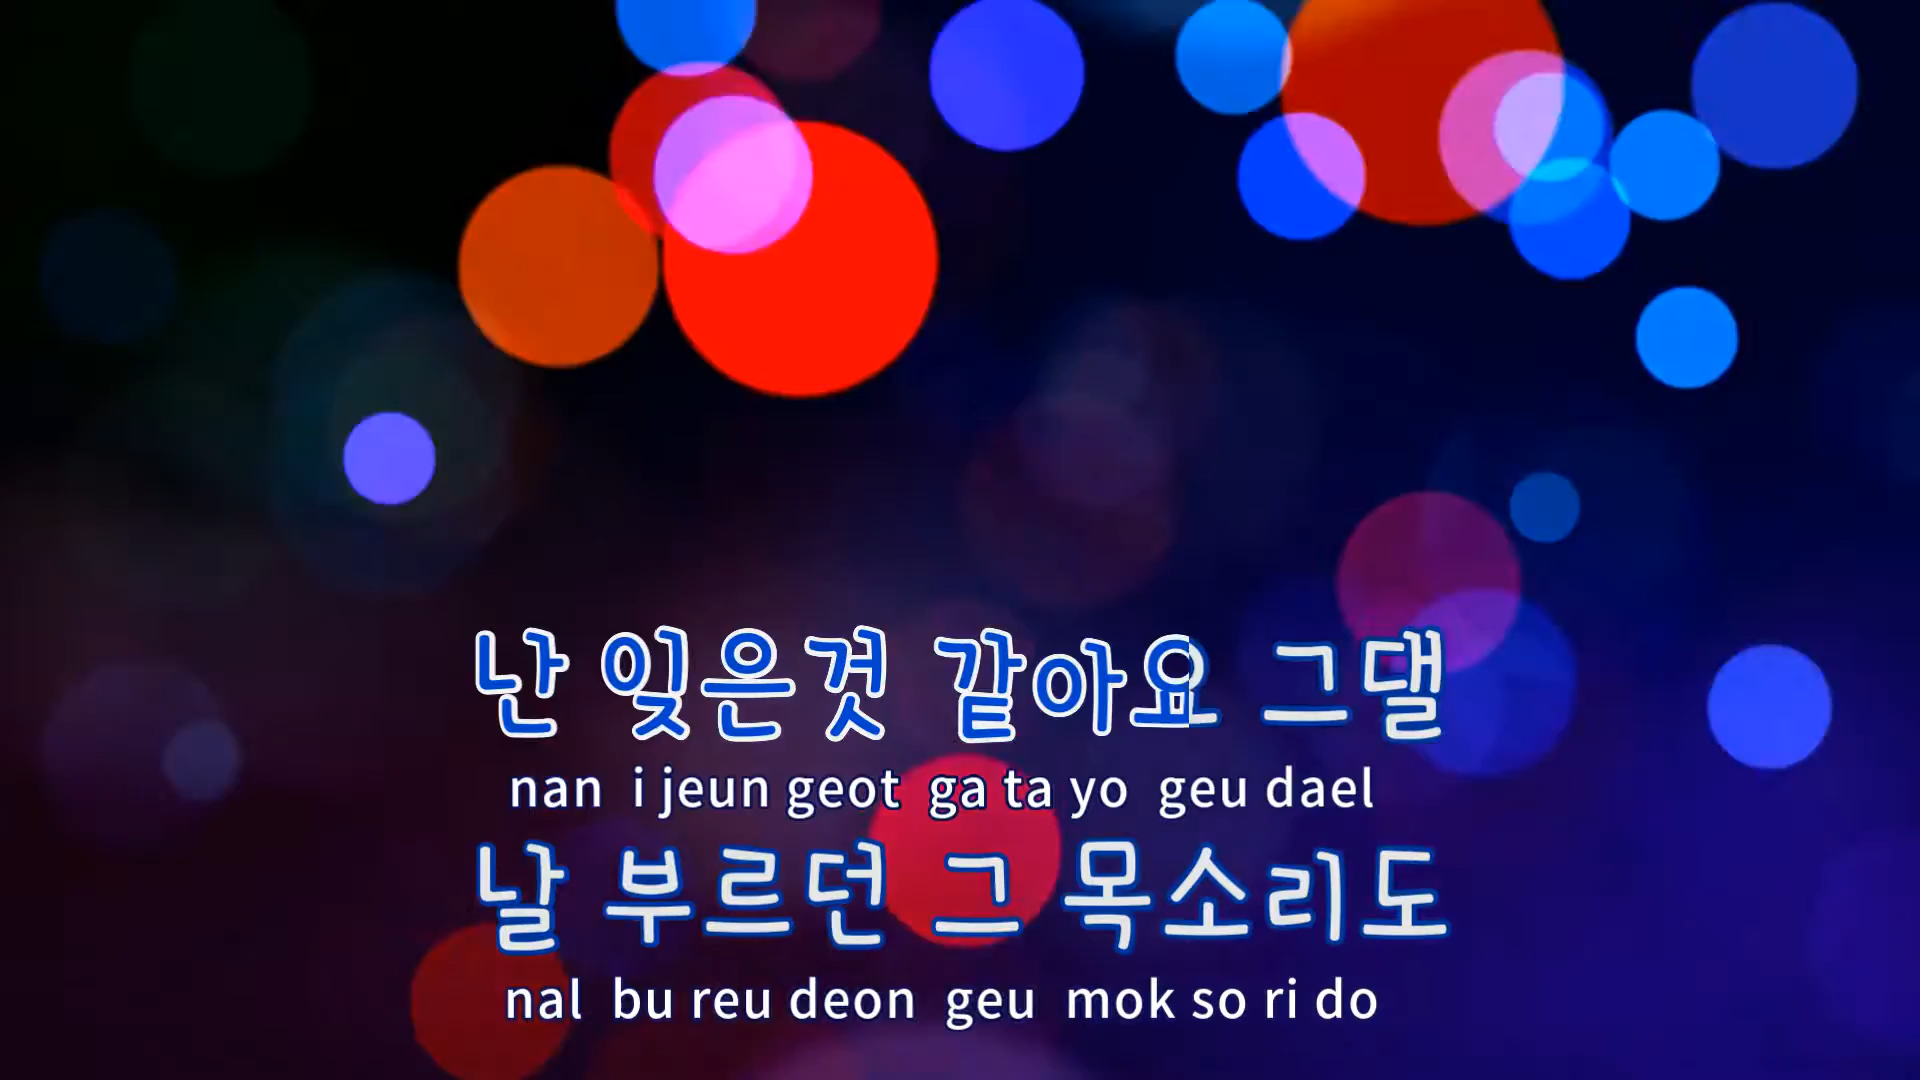 난 잊은것 같아요 그댈
nan i jeun geot ga ta yo geu dael
날 부르던 그 목소리도
nal bu reu deon geu mok so ri do